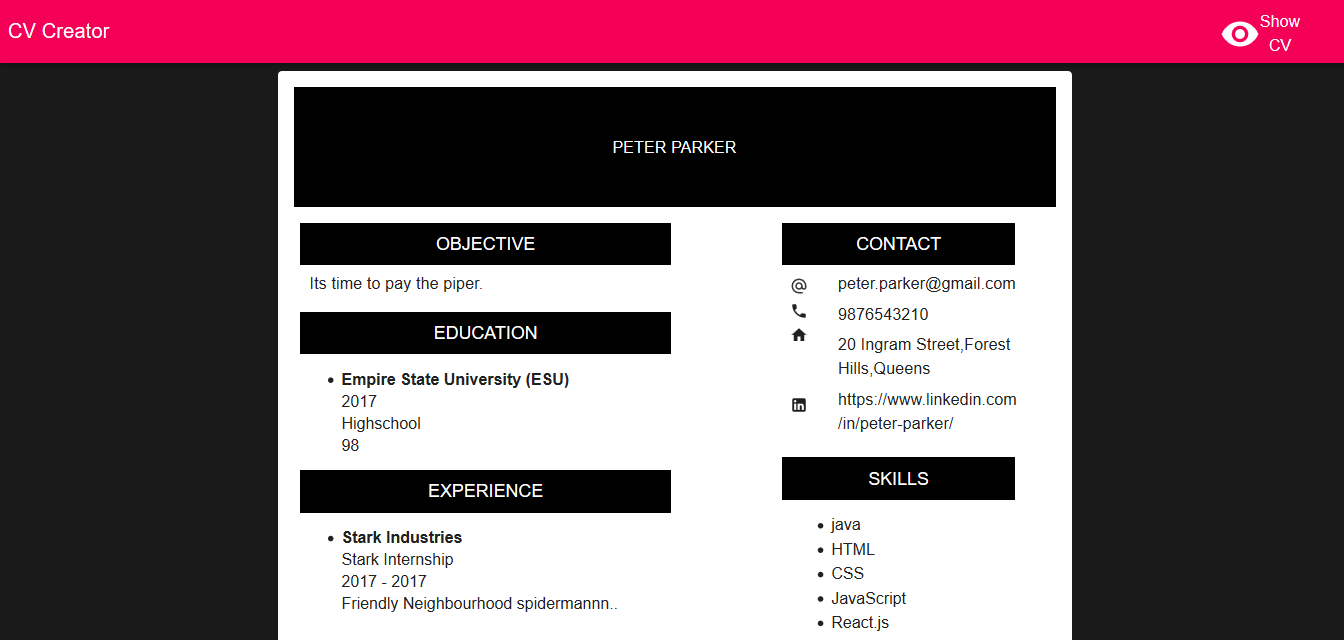 CV Creator
Show
CV
PETER PARKER
OBJECTIVE
Its time to pay the piper.
EDUCATION
Empire State University (ESU)
2017
Highschool
98
EXPERIENCE
Stark Industries
Stark Internship
2017 - 2017
Friendly Neighbourhood spidermannn..
CONTACT
peter.parker@gmail.com
9876543210
20 Ingram Street,Forest
Hills,Queens
https://www.linkedin.com
/in/peter-parker/
SKILLS
java
HTML
CSS
JavaScript
React.js